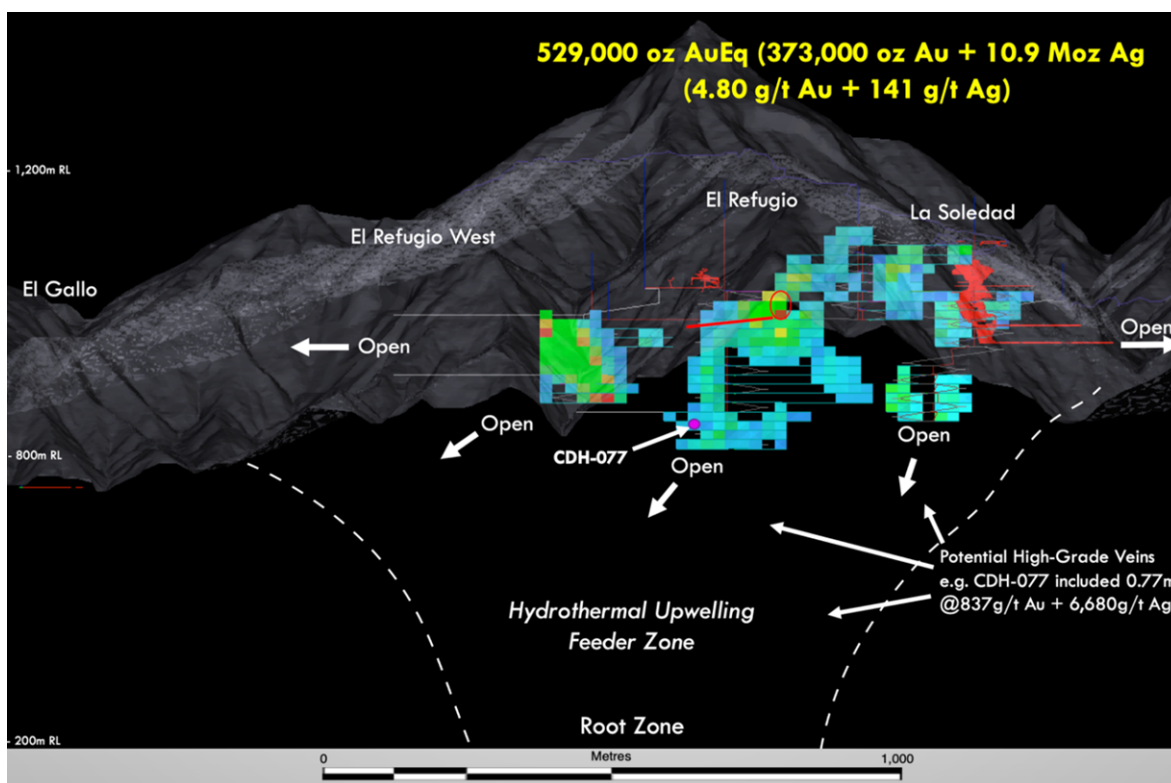 529,000 oz AuEq (373,000 oz Au + 10.9 Moz Ag
(4.80 g/t Au + 141 g/t Ag)
1,200m RL
El Refugio
La Soledad
El Refugio West
El Gallo
Open
Open
Open
Open
800m RL
CDH-077
Open
Potential High-Grade Veins
e.g. CDH-077 included 0.77m
@837g/t Au + 6,680g/t Ag
Hydrothermal Upwelling
Feeder Zone
Root Zone
200m RL
0
Metres
1,000